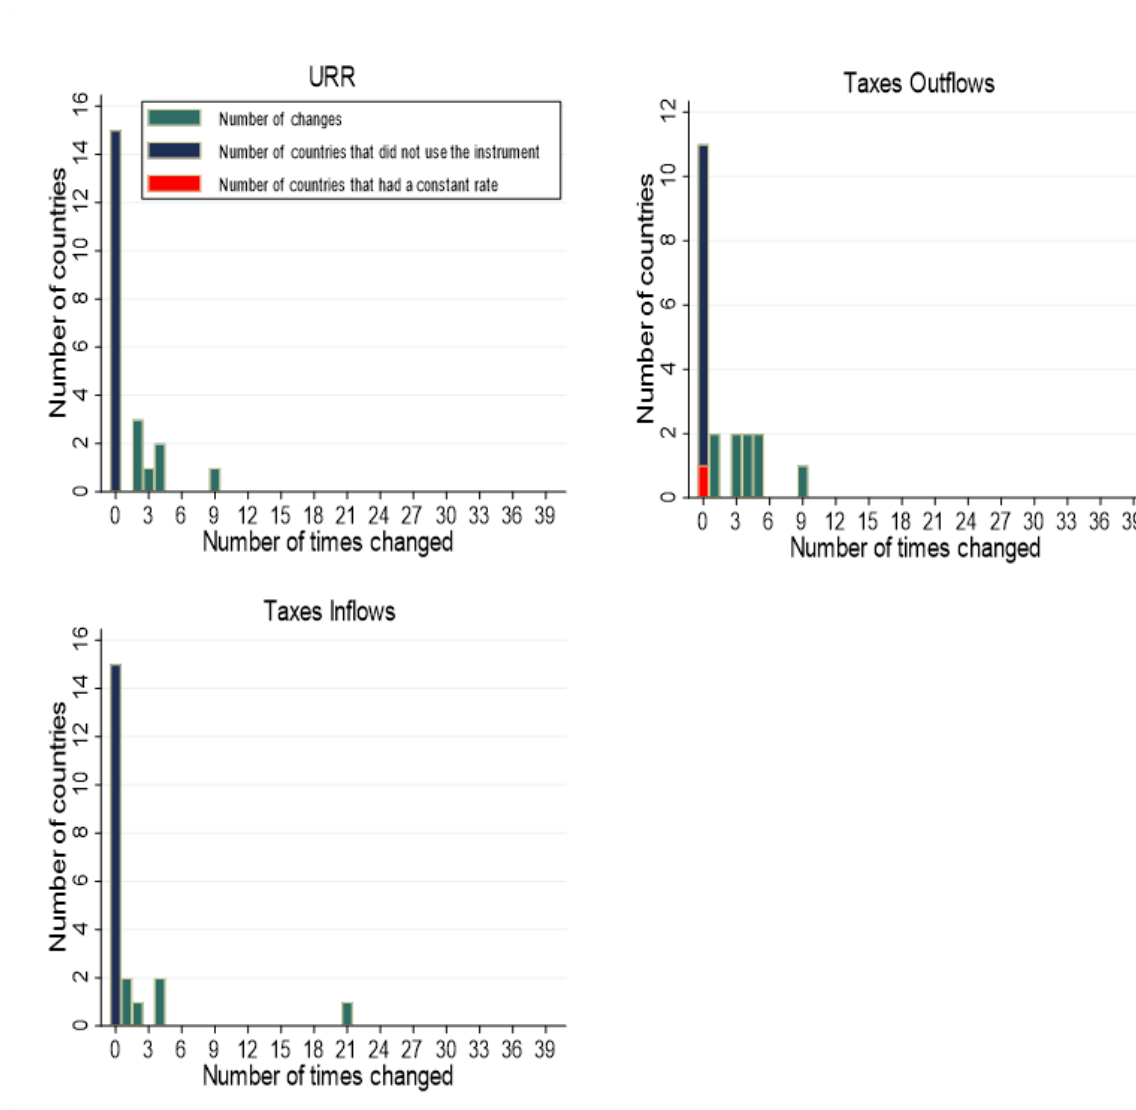 URR
Number of countries
16
14
12
10
8
6
4
2
0
Number of changes
Number of countries that did not use the instrument
Number of countries that had a constant rate
0 3 6 9 12 15 18 21 24 27 30 33 36 39
Number of times changed
Taxes Outflows
Number of countries
12
10
8
6
4
2
0
0 3 6 9 12 15 18 21 24 27 30 33 36 39
Number of times changed
Taxes Inflows
Number of countries
16
14
12
10
8
6
4
2
0
0 3 6 9 12 15 18 21 24 27 30 33 36 39
Number of times changed